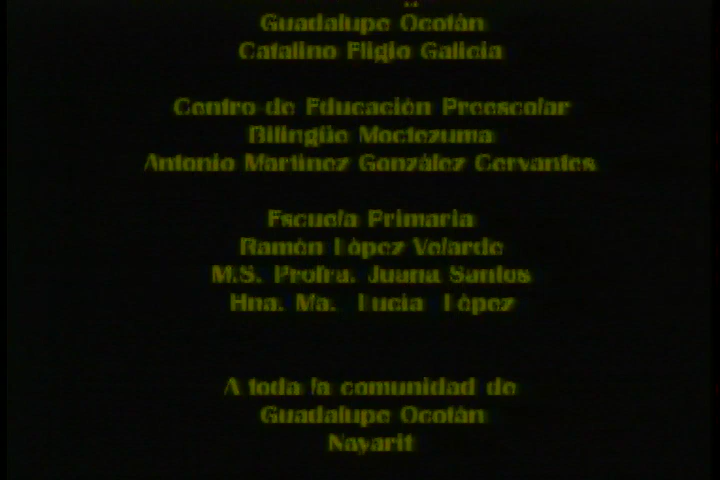 Guadalupe Ocotán
Catalino Eligio Galicia
Centro de Educación Preescolar
Bilingüe Moctezuma
Antonio Martínez González Cervantes
Escuela Primaria
Ramón López Velarde
M.S. Profra. Juana Santos
Hna. Ma. Lucia López
A toda la comunidad de
Guadalupe Ocotán
Nayarit